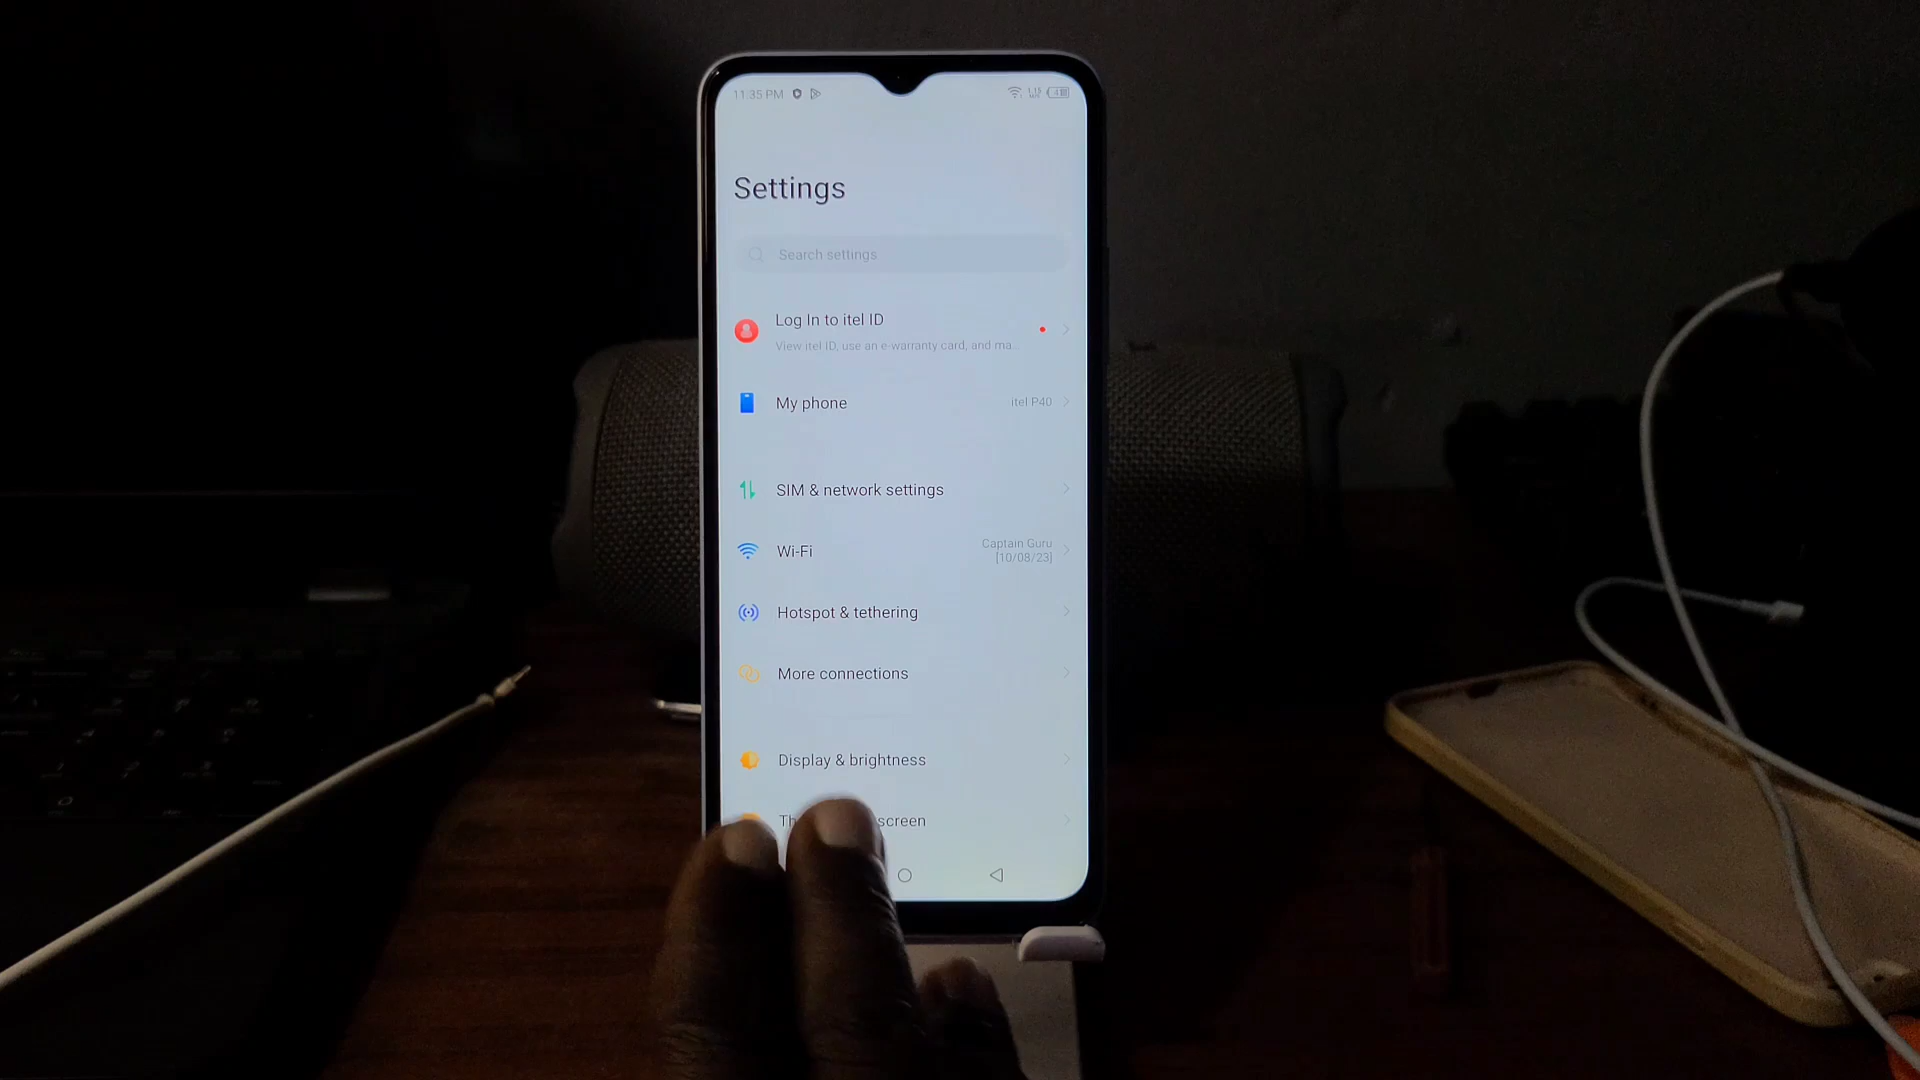 11:35 PM
Settings
Search settings
Log In to itel ID
View itel ID, use an e-warranty card, and ma...
My phone
itel P40
SIM & network settings
Wi-Fi
Captain Guru
[10/08/23]
Hotspot & tethering
More connections
Display & brightness
screen